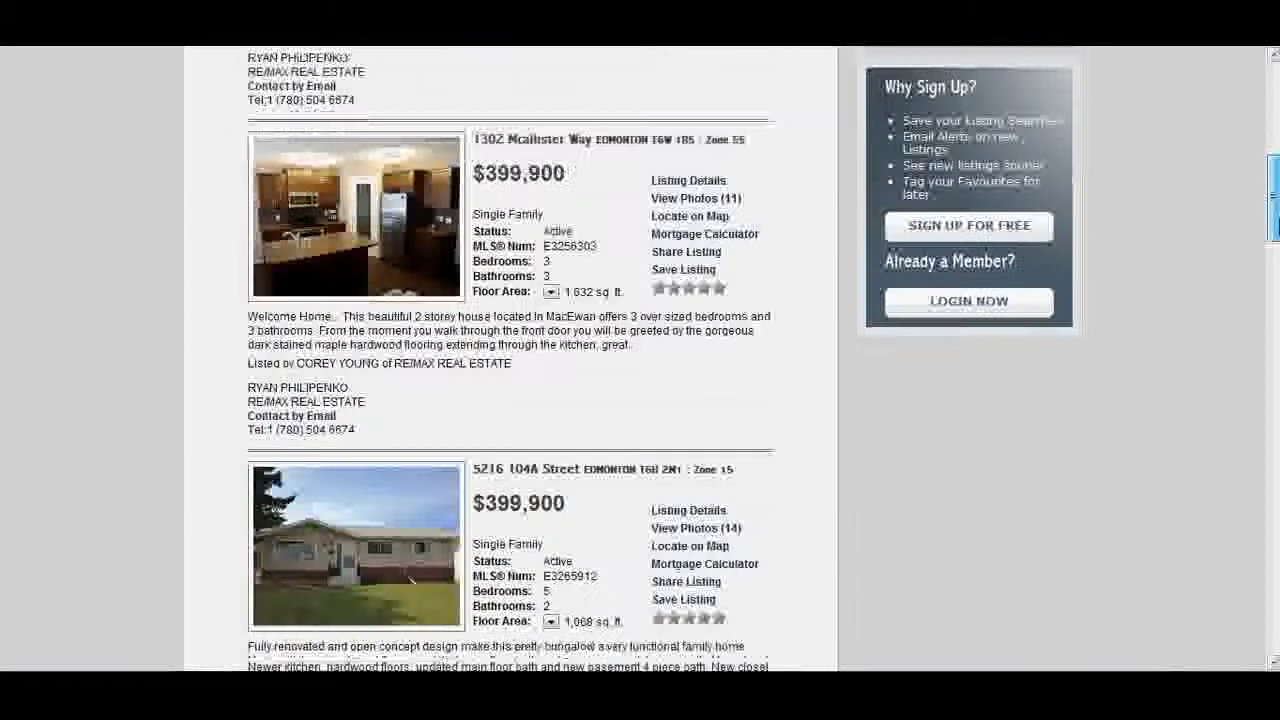 RYAN PHILIPENKO
RE/MAX REAL ESTATE
Contact by Email
Tel:1 (780) 504 6674
1302 Mcallister Way EDMONTON T6W 1B5 : Zone 55
$399,900
Single Family
Status: Active
MLS® Num: E3256303
Bedrooms: 3
Bathrooms: 3
Floor Area: 1,632 sq. ft.
Listing Details
View Photos (11)
Locate on Map
Mortgage Calculator
Share Listing
Save Listing
Welcome Home... This beautiful 2 storey house located in MacEwan offers 3 over sized bedrooms and
3 bathrooms. From the moment you walk through the front door you will be greeted by the gorgeous
dark stained maple hardwood flooring extending through the kitchen, great...
Listed by COREY YOUNG of RE/MAX REAL ESTATE
RYAN PHILIPENKO
RE/MAX REAL ESTATE
Contact by Email
Tel:1 (780) 504 6674
5216 104A Street EDMONTON T6H 2N1 : Zone 15
$399,900
Single Family
Status: Active
MLS® Num: E3265912
Bedrooms: 5
Bathrooms: 2
Floor Area: 1,068 sq. ft.
Listing Details
View Photos (14)
Locate on Map
Mortgage Calculator
Share Listing
Save Listing
Fully renovated and open concept design make this pretty bungalow a very functional family home
Newer kitchen, hardwood floors, updated main floor bath and new basement 4 piece bath. New closet
Why Sign Up?
Save your Listing Searches
Email Alerts on new
Listings
See new listings sooner
Tag your Favourites for
later
SIGN UP FOR FREE
Already a Member?
LOGIN NOW